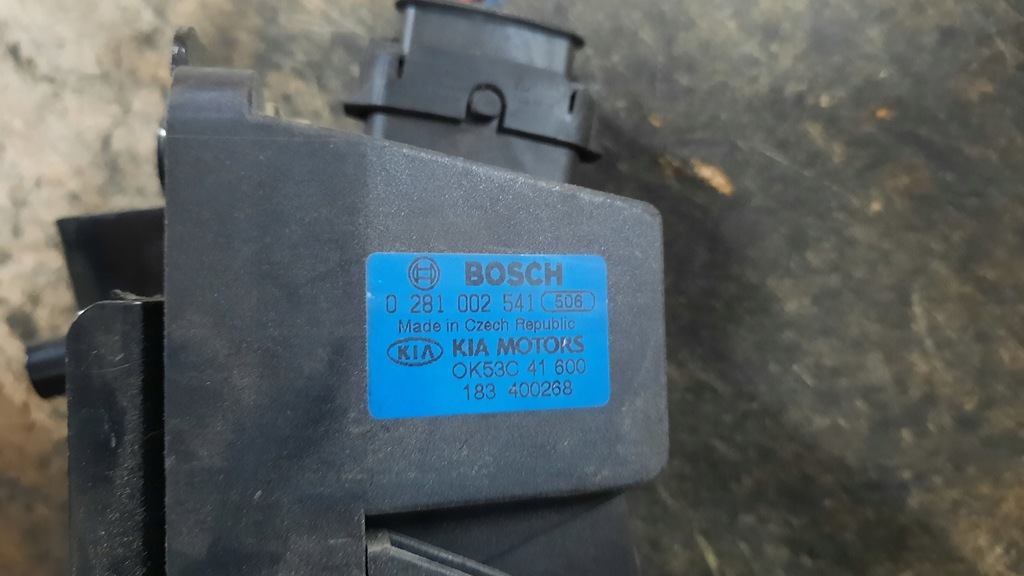 BOSCH
0 281 002 541 506
Made in Czech Republic
KIA KIA MOTORS
OK53C 41 600
183 400268